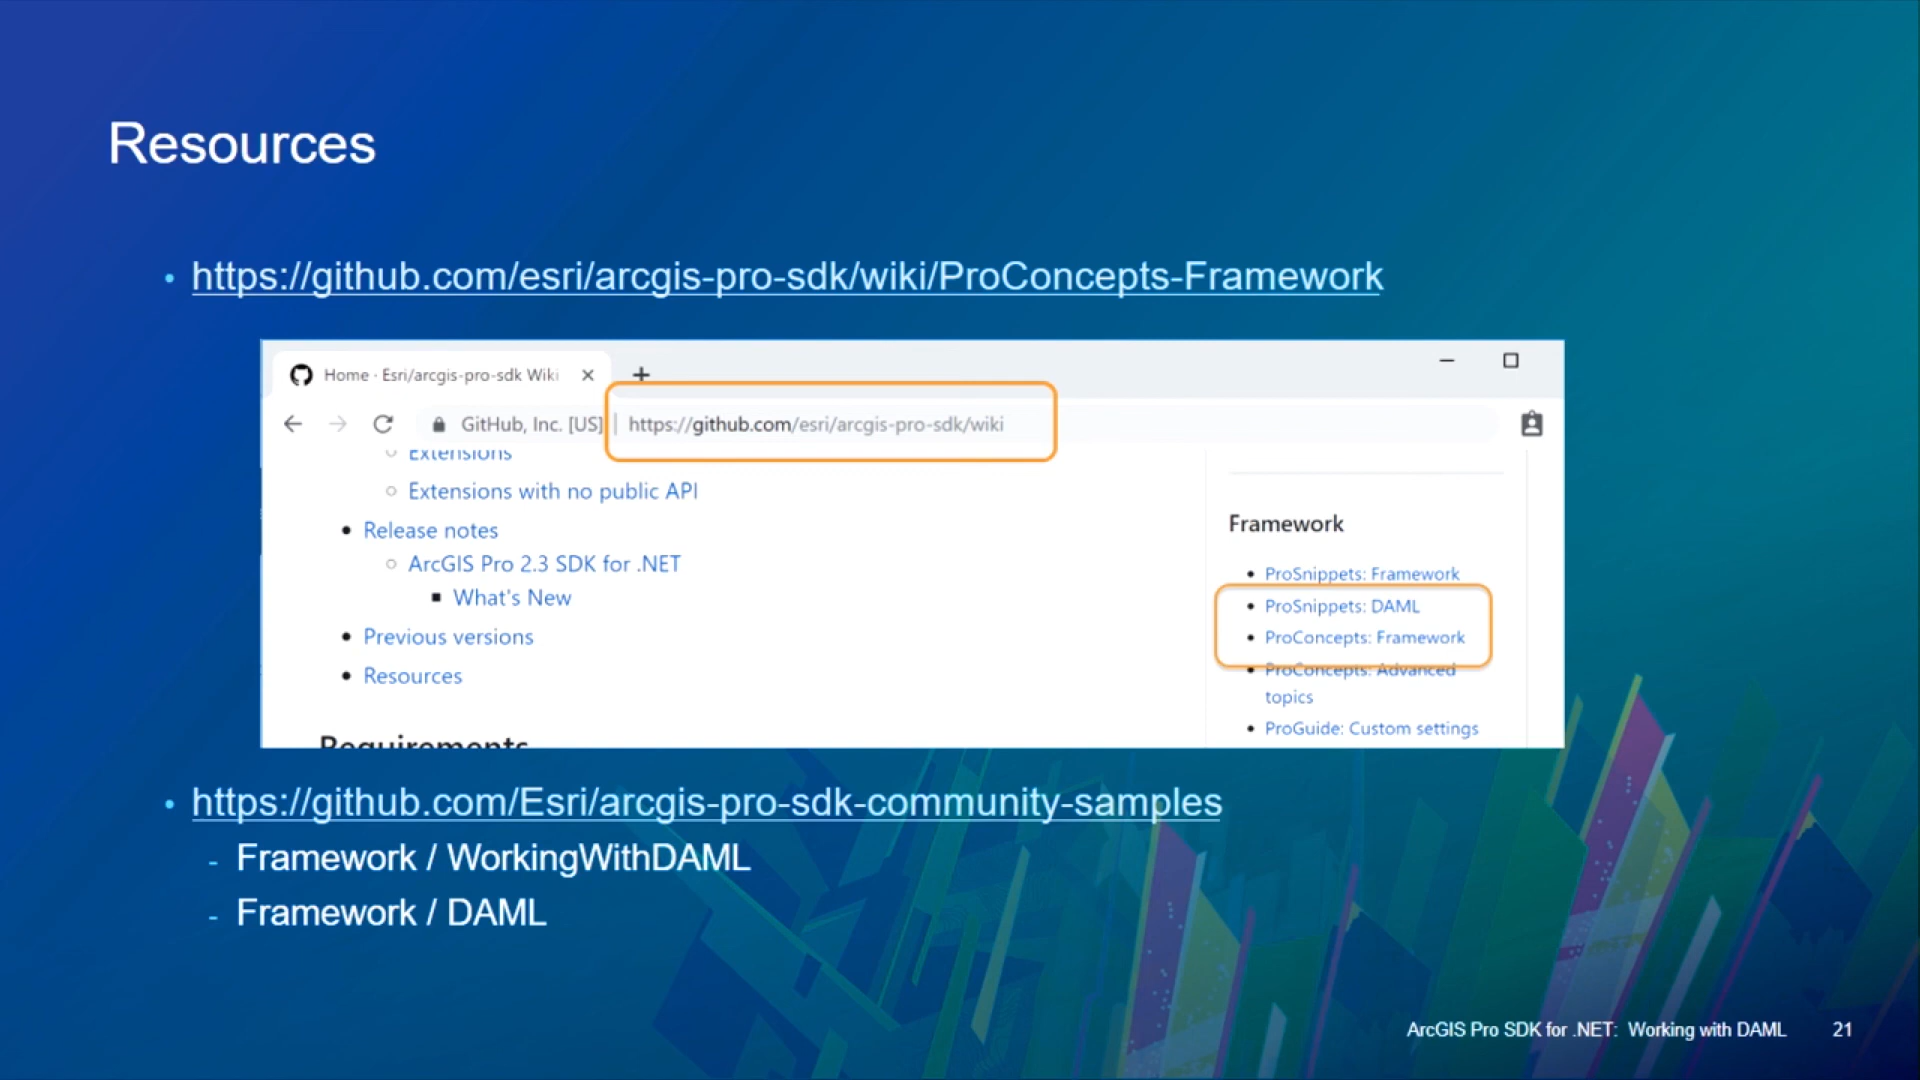 Resources
• https://github.com/esri/arcgis-pro-sdk/wiki/ProConcepts-Framework
Home · Esri/arcgis-pro-sdk Wiki
GitHub, Inc. [US] | https://github.com/esri/arcgis-pro-sdk/wiki
Extensions
Extensions with no public API
Release notes
ArcGIS Pro 2.3 SDK for .NET
What's New
Previous versions
Resources
Requirements
Framework
ProSnippets: Framework
ProSnippets: DAML
ProConcepts: Framework
ProConcepts: Advanced
topics
ProGuide: Custom settings
• https://github.com/Esri/arcgis-pro-sdk-community-samples
- Framework / WorkingWithDAML
- Framework / DAML
ArcGIS Pro SDK for .NET: Working with DAML 21